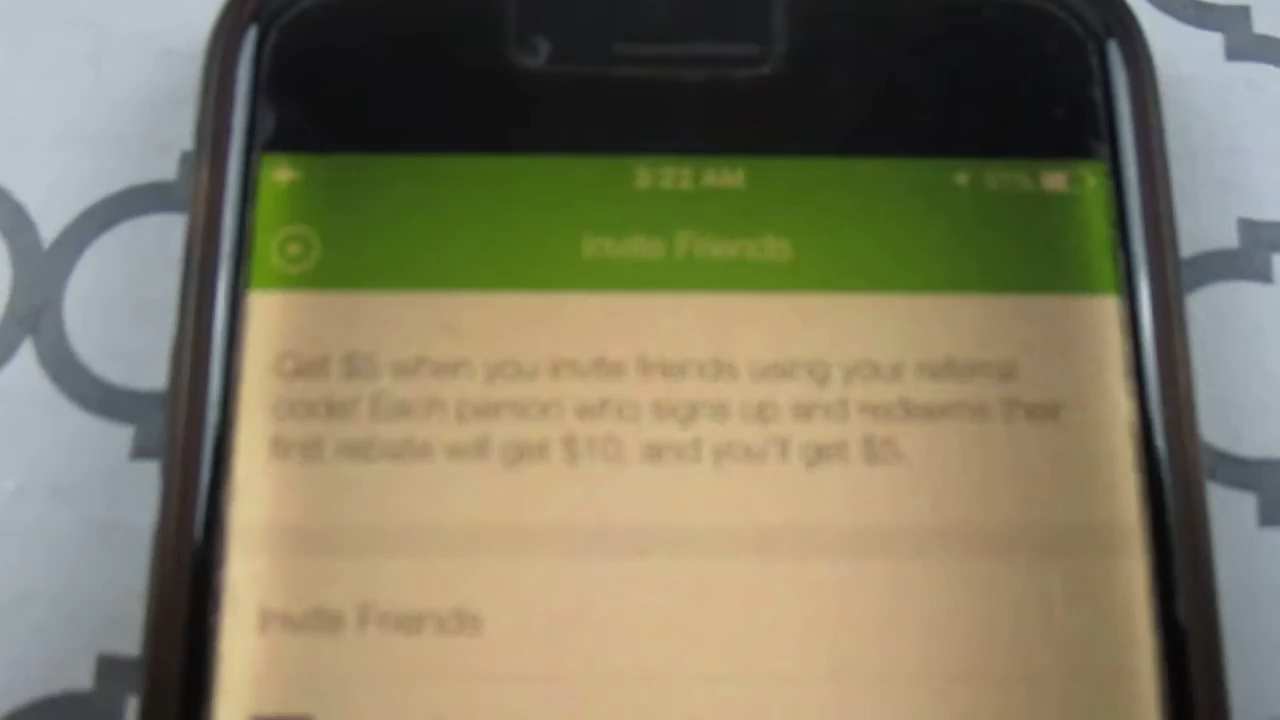 3:22 AM
Invite Friends
Get $5 when you invite friends using your referral
code! Each person who signs up and redeems their
first rebate will get $10, and you'll get $5.
Invite Friends